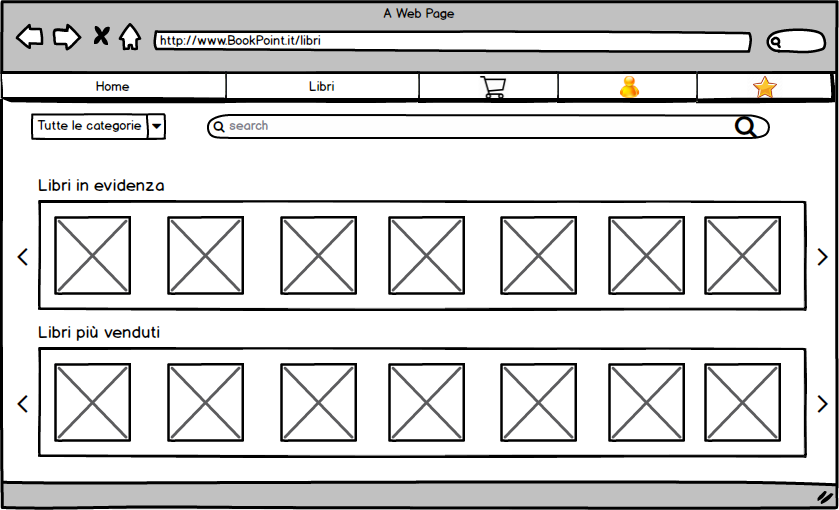 A Web Page
http://www.BookPoint.it/libri
Home
Libri
Tutte le categorie
search
Libri in evidenza
Libri più venduti